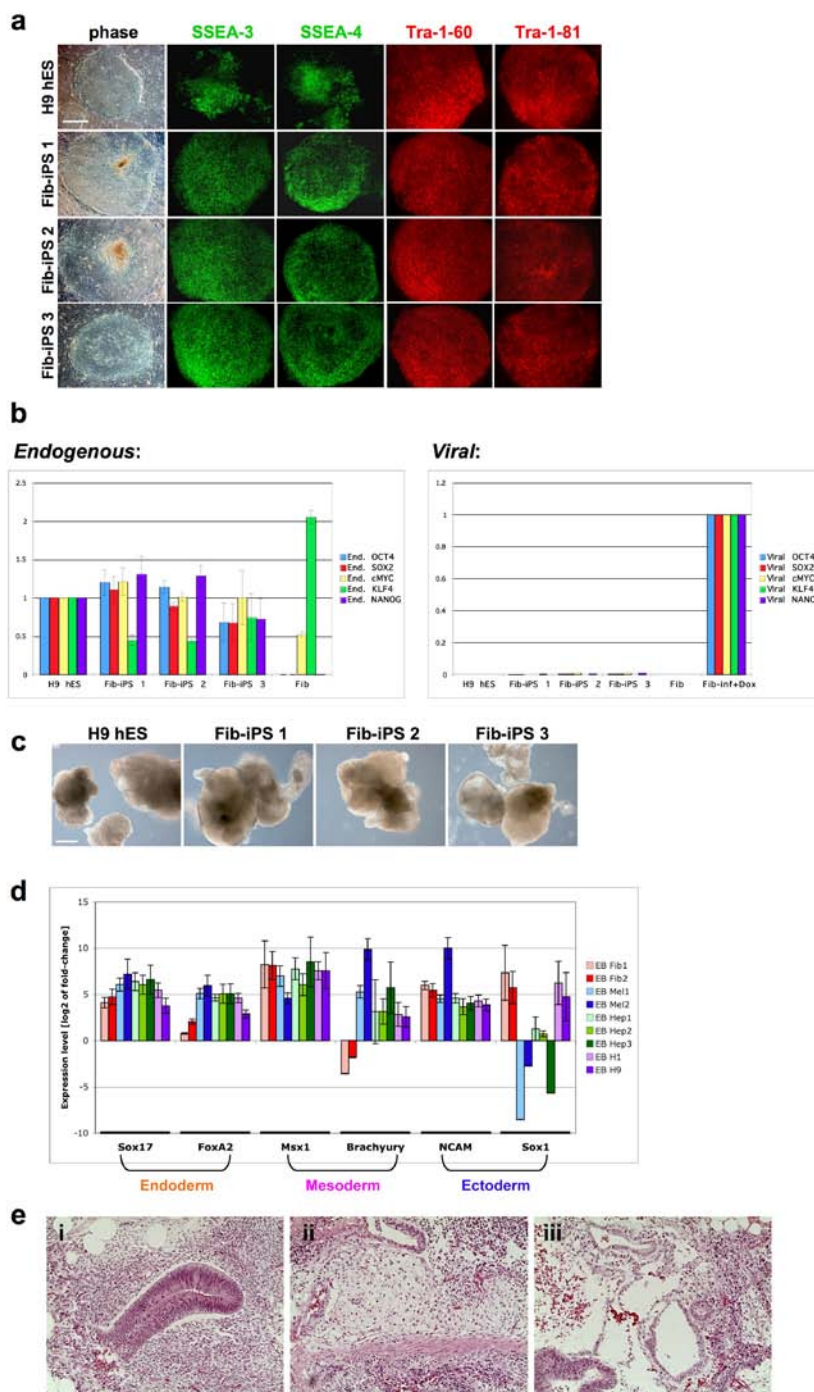 a
phase SSEA-3 SSEA-4 Tra-1-60 Tra-1-81
H9 hES
Fib-iPS 1
Fib-iPS 2
Fib-iPS 3
b
Endogenous:
2.5
2
1.5
1
0.5
0
H9 hES Fib-iPS 1 Fib-iPS 2 Fib-iPS 3 Fib
End. OCT4
End. SOX2
End. cMYC
End. KLF4
End. NANOG
Viral:
1.2
1
0.8
0.6
0.4
0.2
0
H9 hES Fib-iPS 1 Fib-iPS 2 Fib-iPS 3 Fib Fib-inf+Dox
Viral OCT4
Viral SOX2
Viral cMYC
Viral KLF4
Viral NANOG
c
H9 hES Fib-iPS 1 Fib-iPS 2 Fib-iPS 3
d
Expression level [log2 of fold-change]
15
10
5
0
-5
-10
EB Fib1
EB Fib2
EB Mel1
EB Mel2
EB Hep1
EB Hep2
EB Hep3
EB H1
EB H9
Sox17 FoxA2 Msx1 Brachyury NCAM Sox1
Endoderm Mesoderm Ectoderm
e
i ii iii